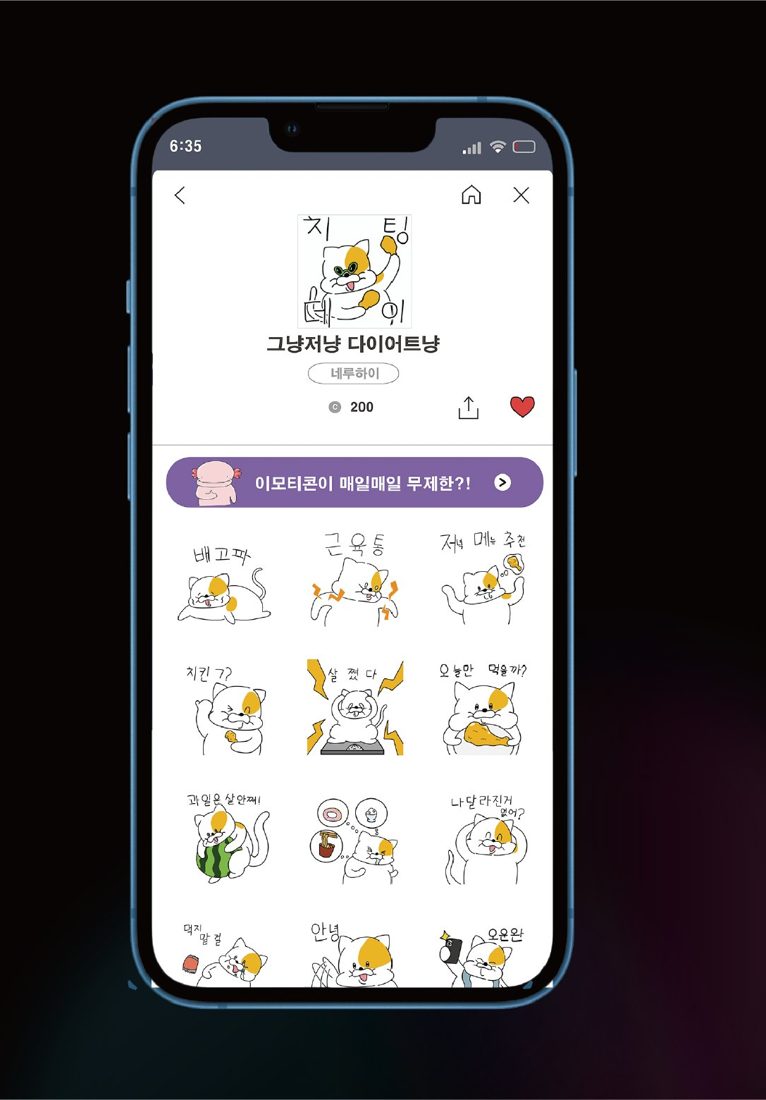 6:35
치 팅
데 이
그냥저냥 다이어트냥
네루하이
C 200
이모티콘이 매일매일 무제한?!
배고파
근육통
저녁 메뉴 추천
치킨 ㄱ?
살 쪘 다
오늘만 먹을까?
과일은 살안쪄!
나 달라진거
없어?
댁지
말 걸
안녕
오운완